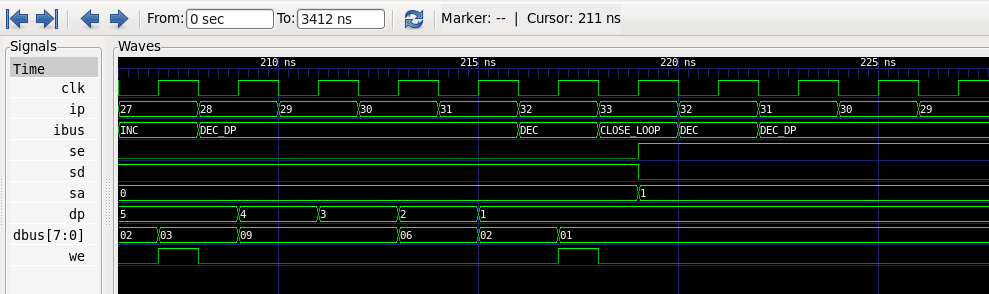 From: 0 sec To: 3412 ns Marker: -- | Cursor: 211 ns
Signals Waves
Time 210 ns 215 ns 220 ns 225 ns
clk
ip 27 28 29 30 31 32 33 32 31 30 29
ibus INC DEC_DP DEC CLOSE_LOOP DEC DEC_DP
se
sd
sa 0 1
dp 5 4 3 2 1
dbus[7:0] 02 03 09 06 02 01
we